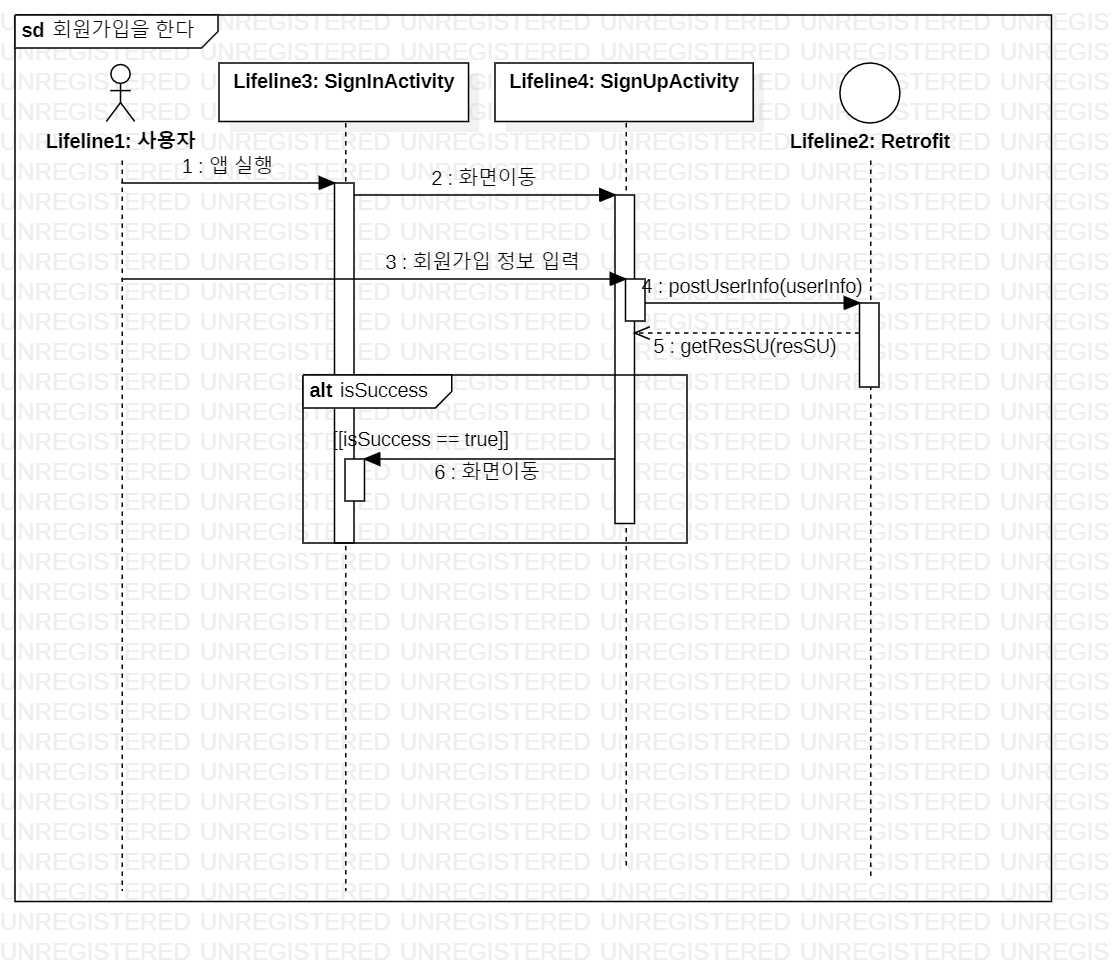 sd 회원가입을 한다
Lifeline3: SignInActivity
Lifeline4: SignUpActivity
Lifeline1: 사용자
Lifeline2: Retrofit
1 : 앱 실행
2 : 화면이동
3 : 회원가입 정보 입력
4 : postUserInfo(userInfo)
5 : getResSU(resSU)
alt isSuccess
[[isSuccess == true]]
6 : 화면이동
UNREGISTERED